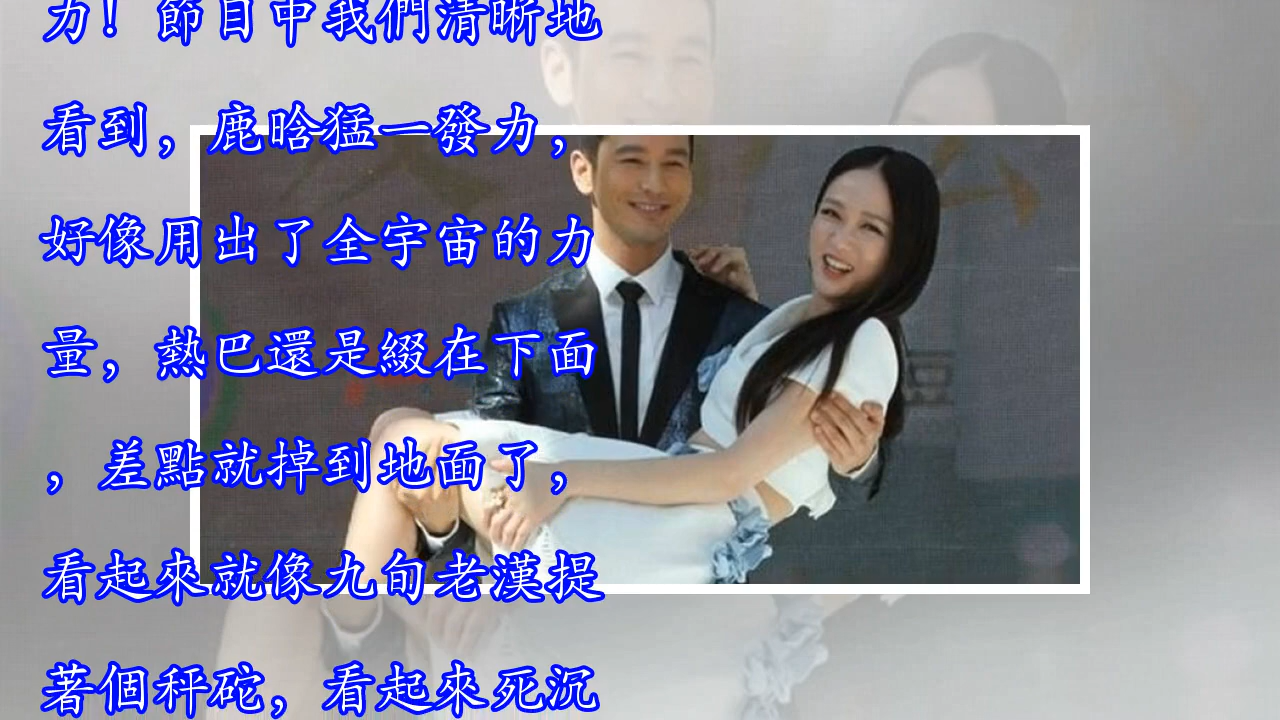 力！節目中我們清晰地
看到，鹿晗猛一發力，
好像用出了全宇宙的力
量，熱巴還是綴在下面
，差點就掉到地面了，
看起來就像九旬老漢提
著個秤砣，看起來死沉